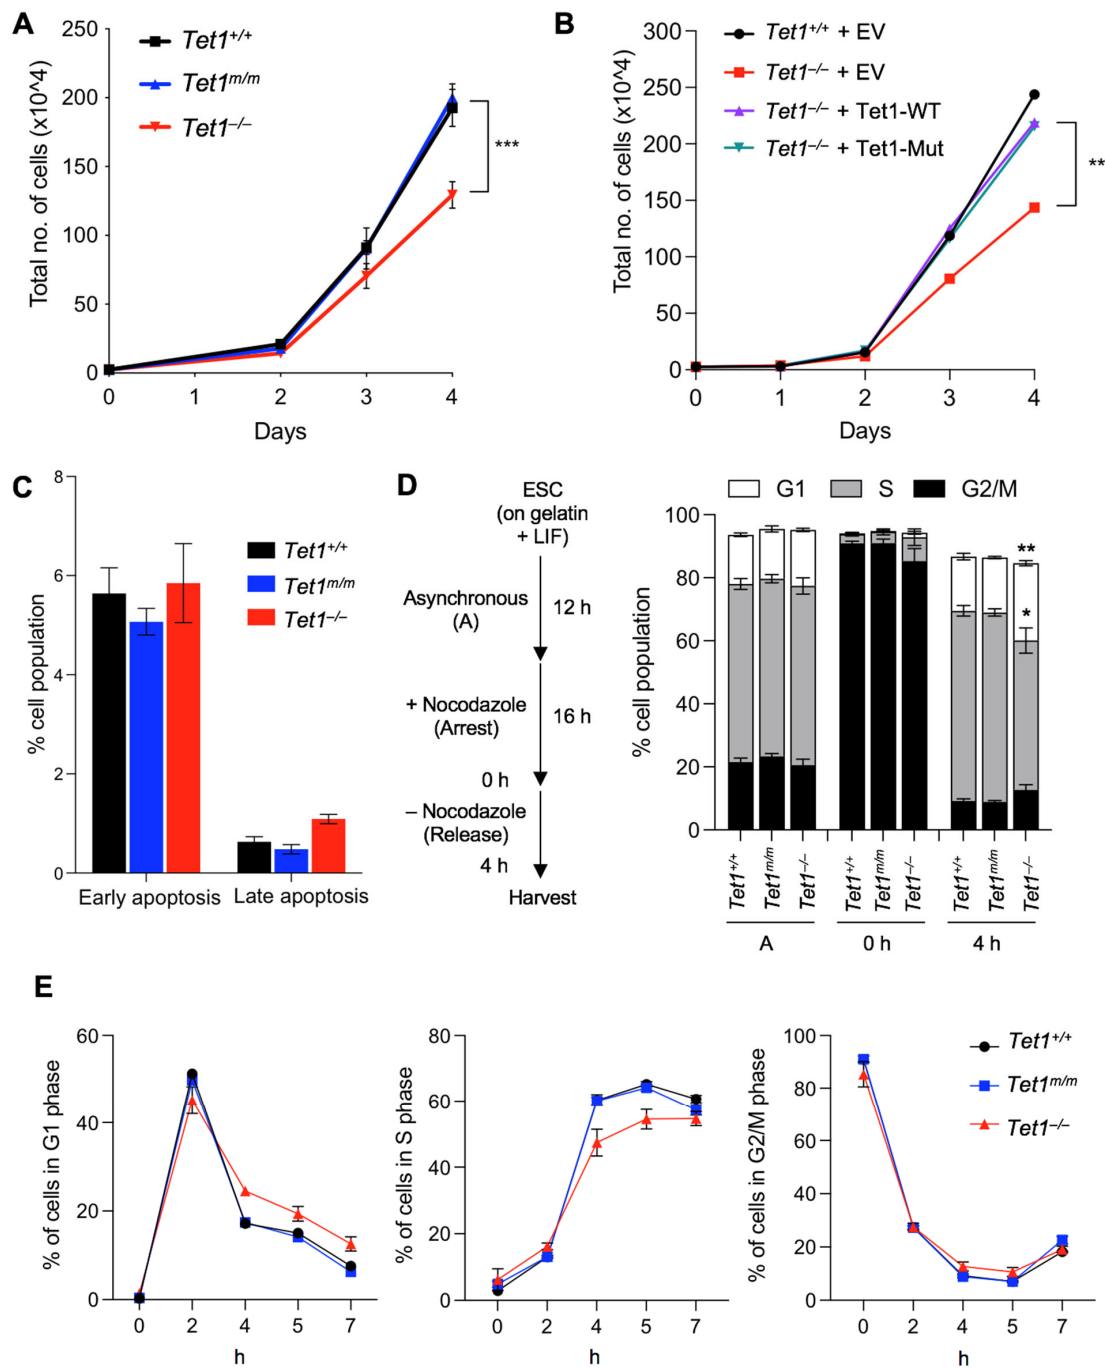 A
Total no. of cells (x10^4)
250
200
150
100
50
0
0 1 2 3 4
Days
Tet1+/+
Tet1m/m
Tet1–/–
***
B
Total no. of cells (x10^4)
300
250
200
150
100
50
0
0 1 2 3 4
Days
Tet1+/+ + EV
Tet1–/– + EV
Tet1–/– + Tet1-WT
Tet1–/– + Tet1-Mut
**
C
% cell population
8
6
4
2
0
Early apoptosis Late apoptosis
Tet1+/+
Tet1m/m
Tet1–/–
D
ESC
(on gelatin
+ LIF)
Asynchronous
(A)
12 h
+ Nocodazole
(Arrest)
16 h
0 h
– Nocodazole
(Release)
4 h
Harvest
G1 S G2/M
% cell population
100
80
60
40
20
0
**
*
Tet1+/+ Tet1m/m Tet1–/– Tet1+/+ Tet1m/m Tet1–/– Tet1+/+ Tet1m/m Tet1–/–
A 0 h 4 h
E
% of cells in G1 phase
60
40
20
0
0 2 4 5 7
h
% of cells in S phase
80
60
40
20
0
0 2 4 5 7
h
% of cells in G2/M phase
100
80
60
40
20
0
0 2 4 5 7
h
Tet1+/+
Tet1m/m
Tet1–/–